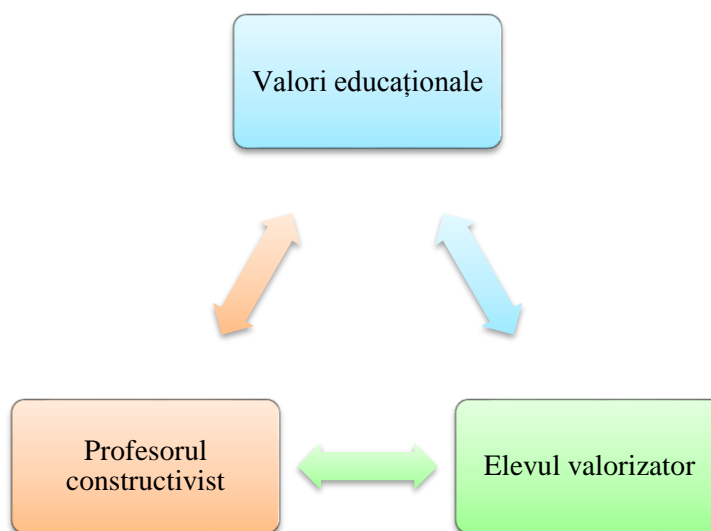 Valori educaționale
Profesorul
constructivist
Elevul valorizator